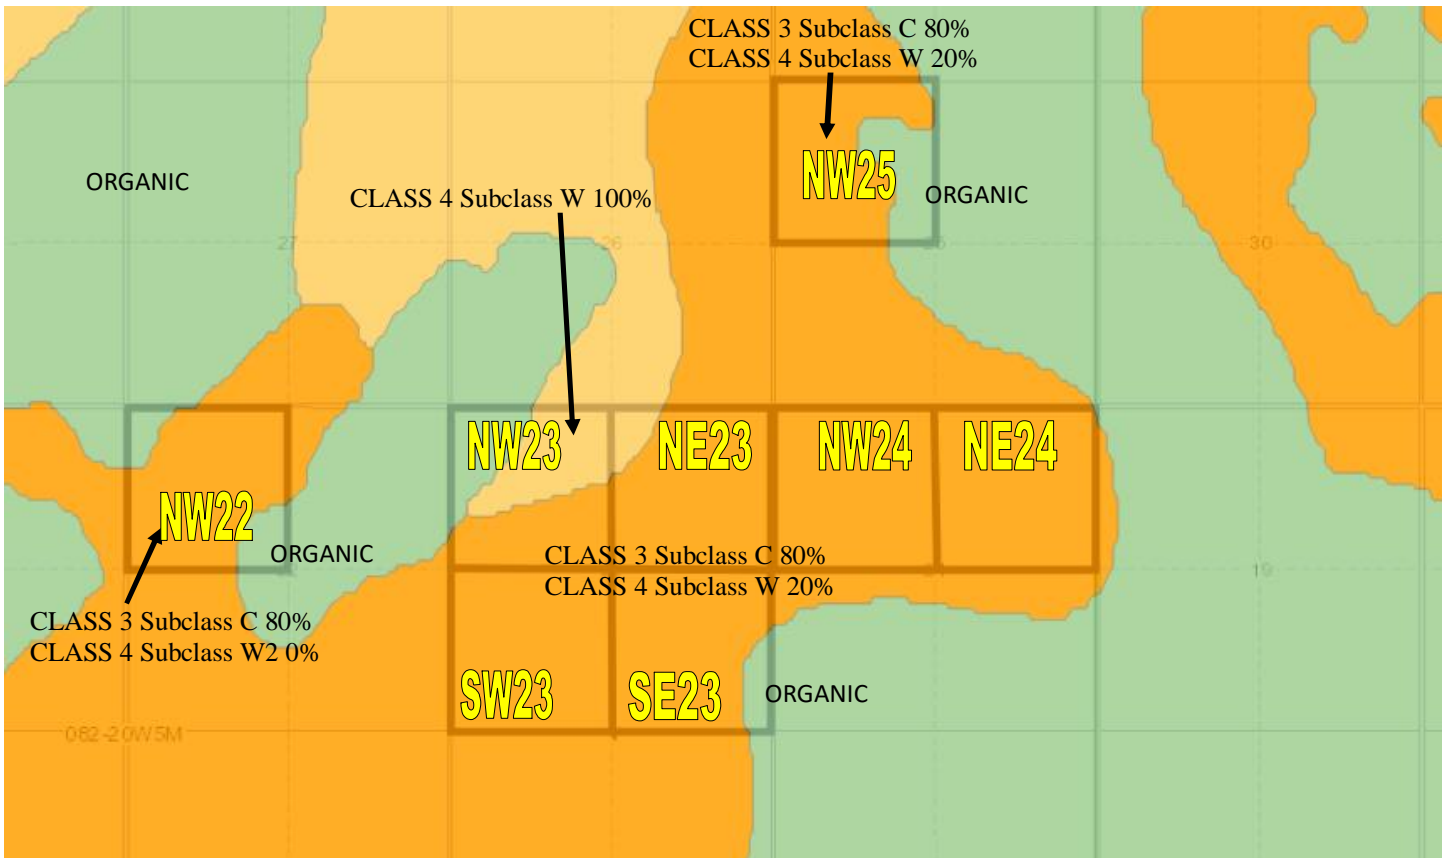 CLASS 3 Subclass C 80%
CLASS 4 Subclass W 20%
NW25
ORGANIC
ORGANIC
CLASS 4 Subclass W 100%
27
26
25
30
NW23
NE23
NW24
NE24
NW22
ORGANIC
CLASS 3 Subclass C 80%
CLASS 4 Subclass W 20%
19
CLASS 3 Subclass C 80%
CLASS 4 Subclass W2 0%
SW23
SE23
ORGANIC
082-20W5M